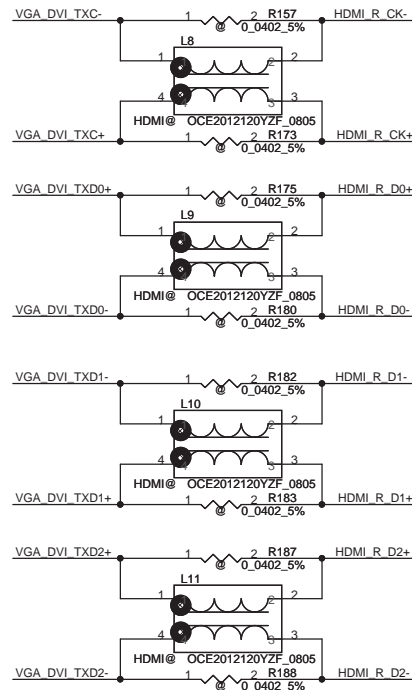 VGA_DVI_TXC- 1 2 R157 HDMI_R_CK-
@ 0_0402_5%
L8
1 2 2
4 3 3
HDMI@ OCE2012120YZF_0805
VGA_DVI_TXC+ 1 2 R173 HDMI_R_CK+
@ 0_0402_5%
VGA_DVI_TXD0+ 1 2 R175 HDMI_R_D0+
@ 0_0402_5%
L9
1 2 2
4 3 3
HDMI@ OCE2012120YZF_0805
VGA_DVI_TXD0- 1 2 R180 HDMI_R_D0-
@ 0_0402_5%
VGA_DVI_TXD1- 1 2 R182 HDMI_R_D1-
@ 0_0402_5%
L10
1 2 2
4 3 3
HDMI@ OCE2012120YZF_0805
VGA_DVI_TXD1+ 1 2 R183 HDMI_R_D1+
@ 0_0402_5%
VGA_DVI_TXD2+ 1 2 R187 HDMI_R_D2+
@ 0_0402_5%
L11
1 2 2
4 3 3
HDMI@ OCE2012120YZF_0805
VGA_DVI_TXD2- 1 2 R188 HDMI_R_D2-
@ 0_0402_5%